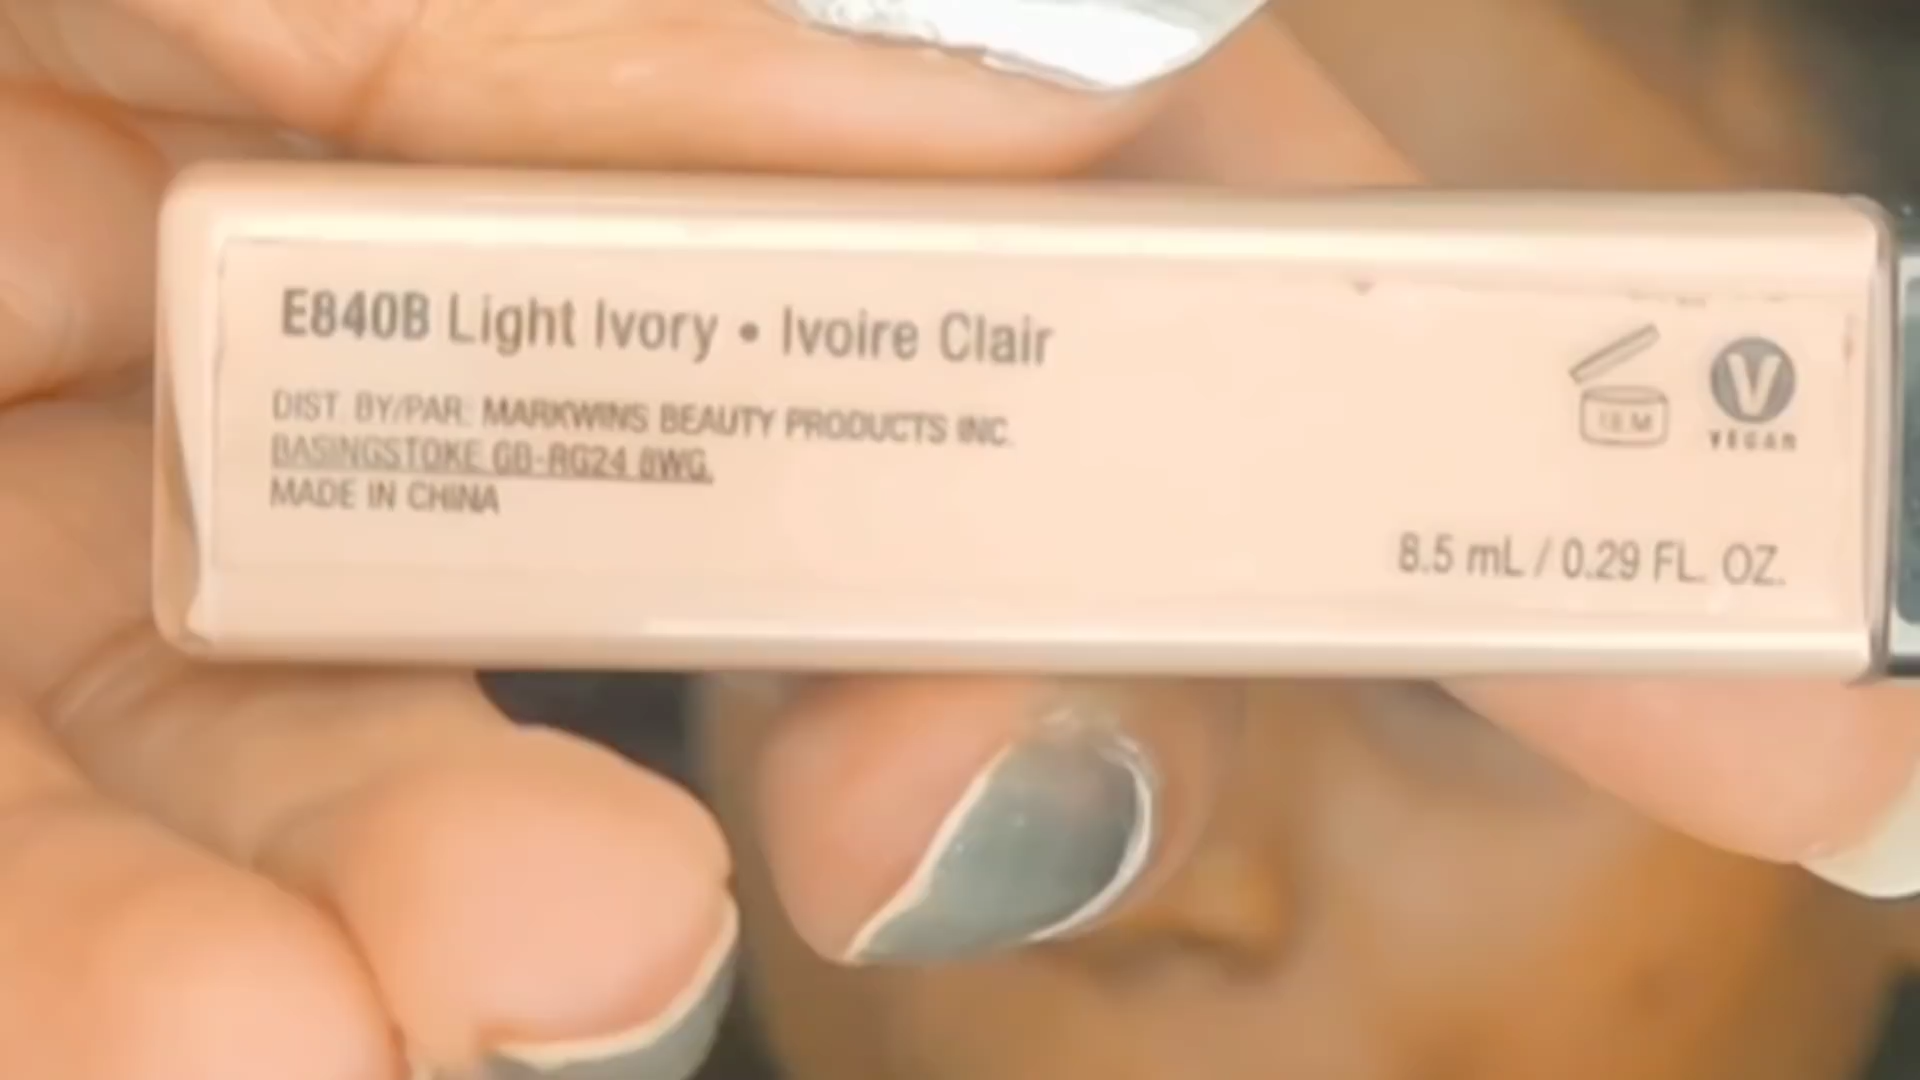 E840B Light Ivory • Ivoire Clair
DIST. BY/PAR: MARKWINS BEAUTY PRODUCTS INC.
BASINGSTOKE GB-RG24 8WG.
MADE IN CHINA
18 M
V
VEGAN
8.5 mL / 0.29 FL. OZ.